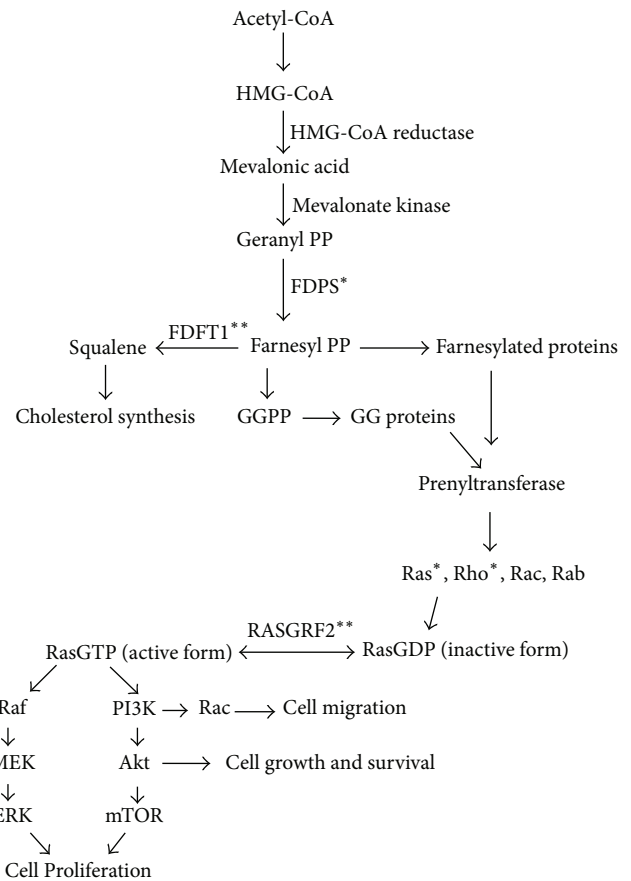 Acetyl-CoA
HMG-CoA
HMG-CoA reductase
Mevalonic acid
Mevalonate kinase
Geranyl PP
FDPS*
FDFT1**
Squalene Farnesyl PP Farnesylated proteins
Cholesterol synthesis GGPP GG proteins
Prenyltransferase
Ras*, Rho*, Rac, Rab
RASGRF2**
RasGTP (active form) RasGDP (inactive form)
Raf PI3K Rac Cell migration
MEK Akt Cell growth and survival
ERK mTOR
Cell Proliferation